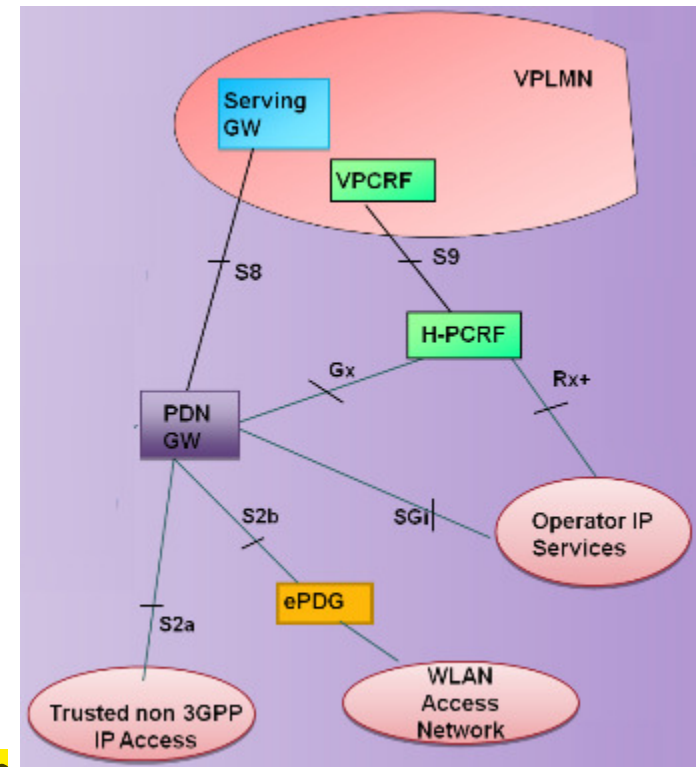 VPLMN
Serving
GW
VPCRF
S8
S9
H-PCRF
Gx
Rx+
PDN
GW
S2b
SGi
Operator IP
Services
ePDG
S2a
WLAN
Access
Network
Trusted non 3GPP
IP Access